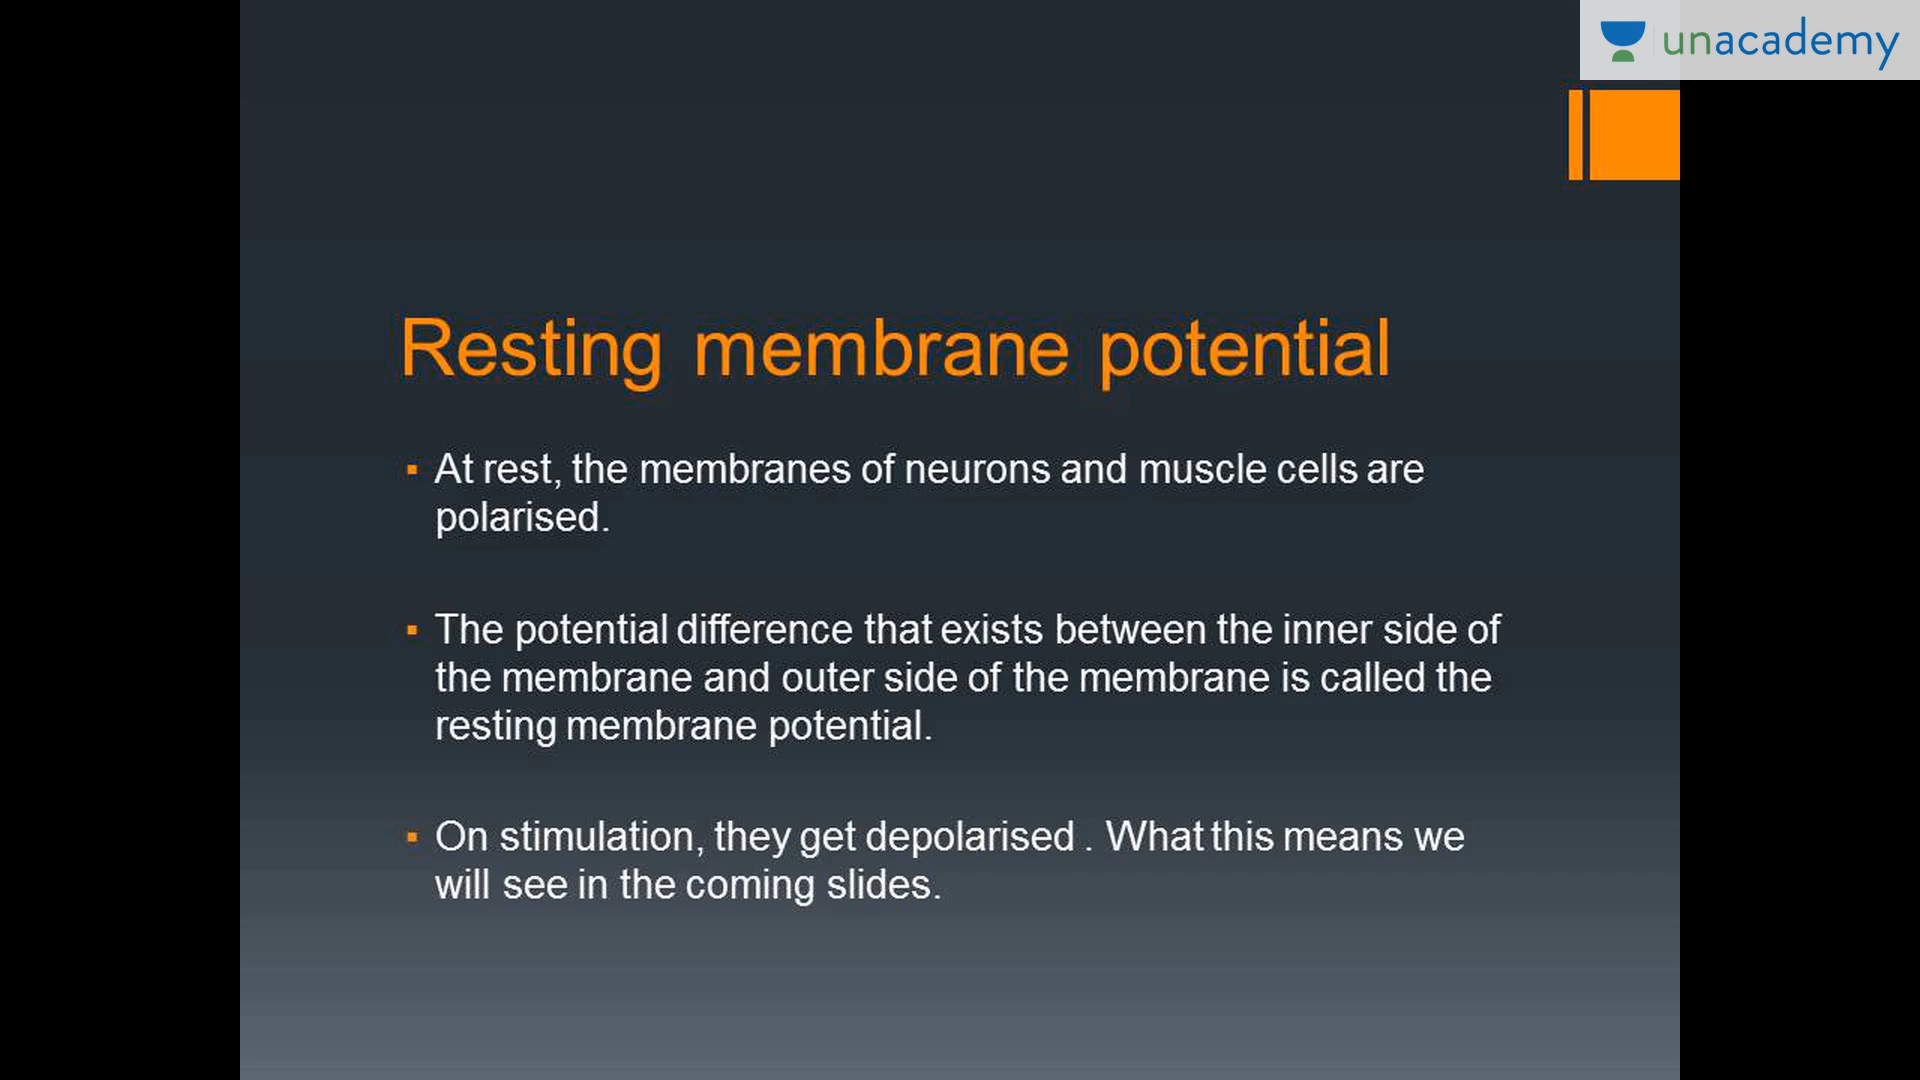 unacademy
Resting membrane potential
▪ At rest, the membranes of neurons and muscle cells are
polarised.
▪ The potential difference that exists between the inner side of
the membrane and outer side of the membrane is called the
resting membrane potential.
▪ On stimulation, they get depolarised . What this means we
will see in the coming slides.